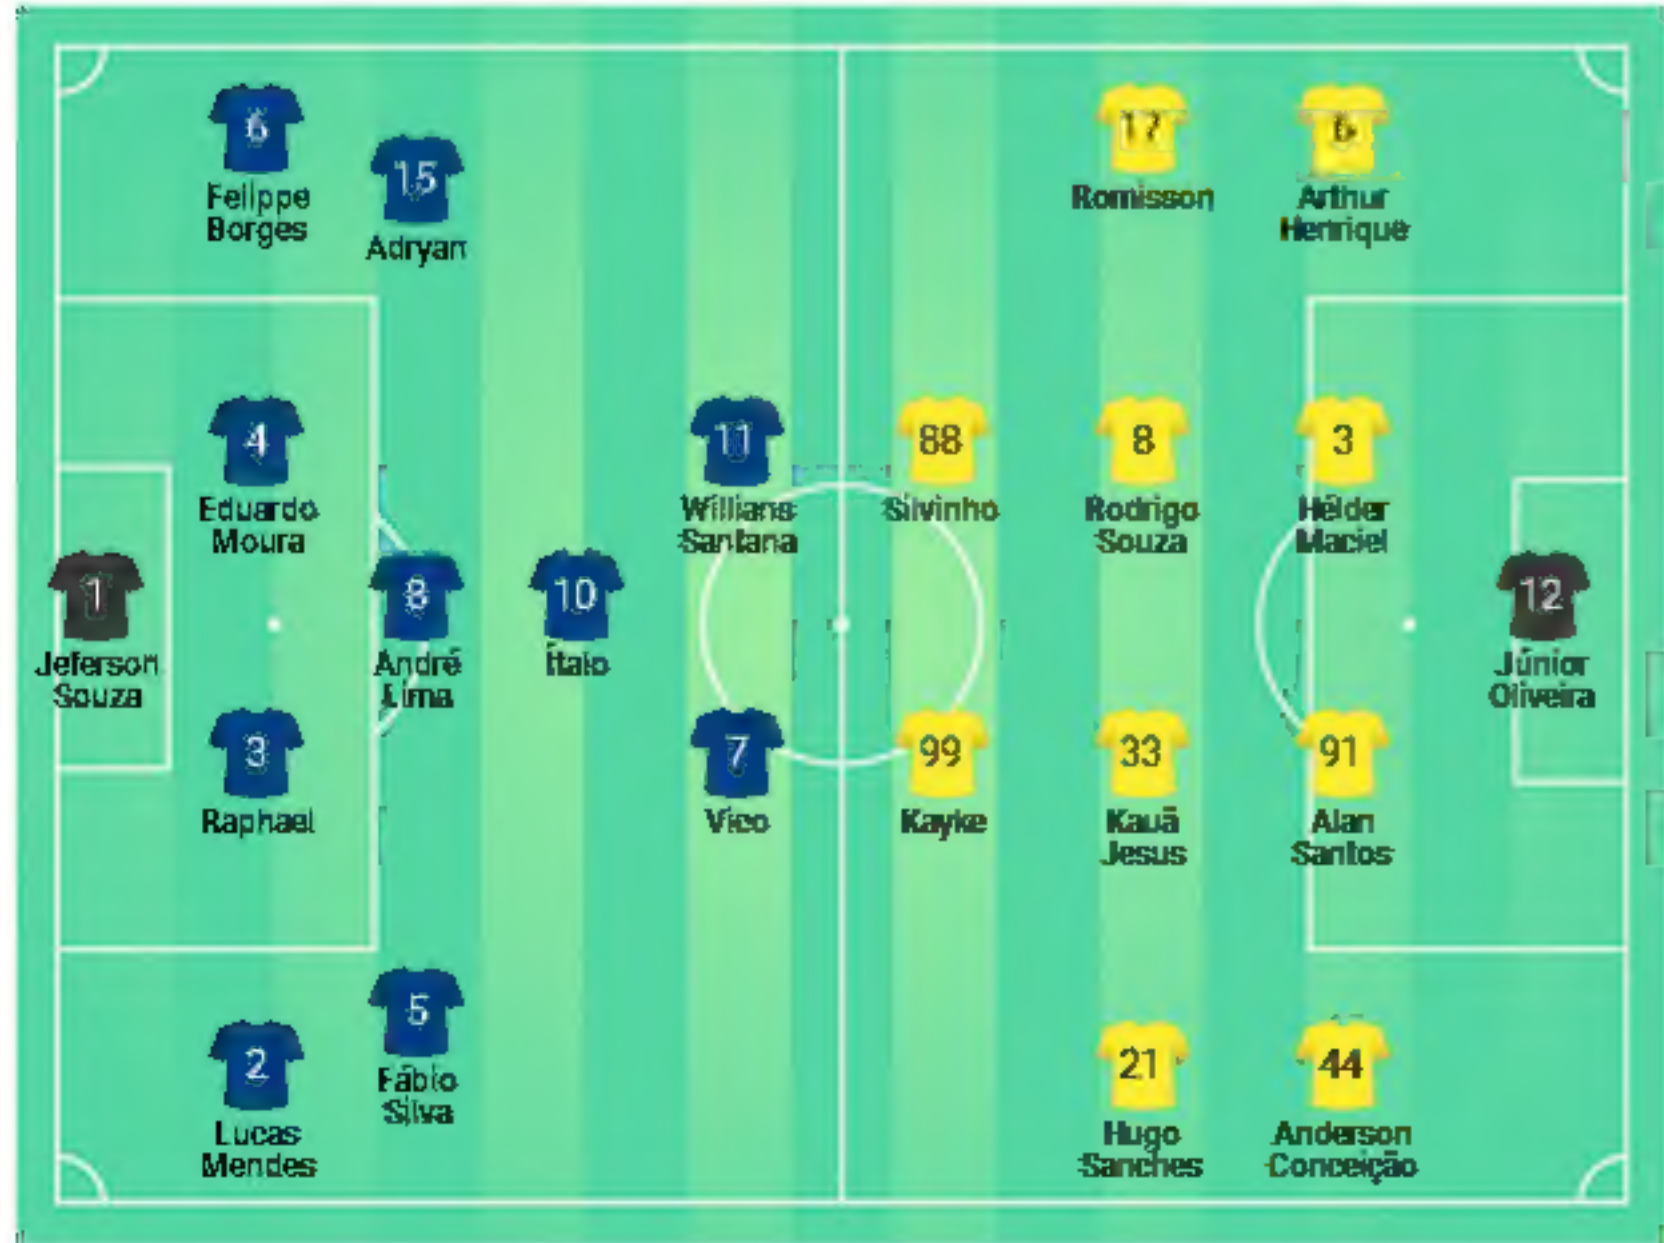 6
Felippe
Borges
15
Adryan
4
Eduardo
Moura
1
Jeferson
Souza
8
André
Lima
10
Ítalo
3
Raphael
11
Willians
Santana
7
Vico
2
Lucas
Mendes
5
Fábio
Silva
17
Romisson
6
Arthur
Henrique
88
Silvinho
8
Rodrigo
Souza
3
Hélder
Maciel
12
Júnior
Oliveira
99
Kayke
33
Kauã
Jesus
91
Alan
Santos
21
Hugo
Sanches
44
Anderson
Conceição